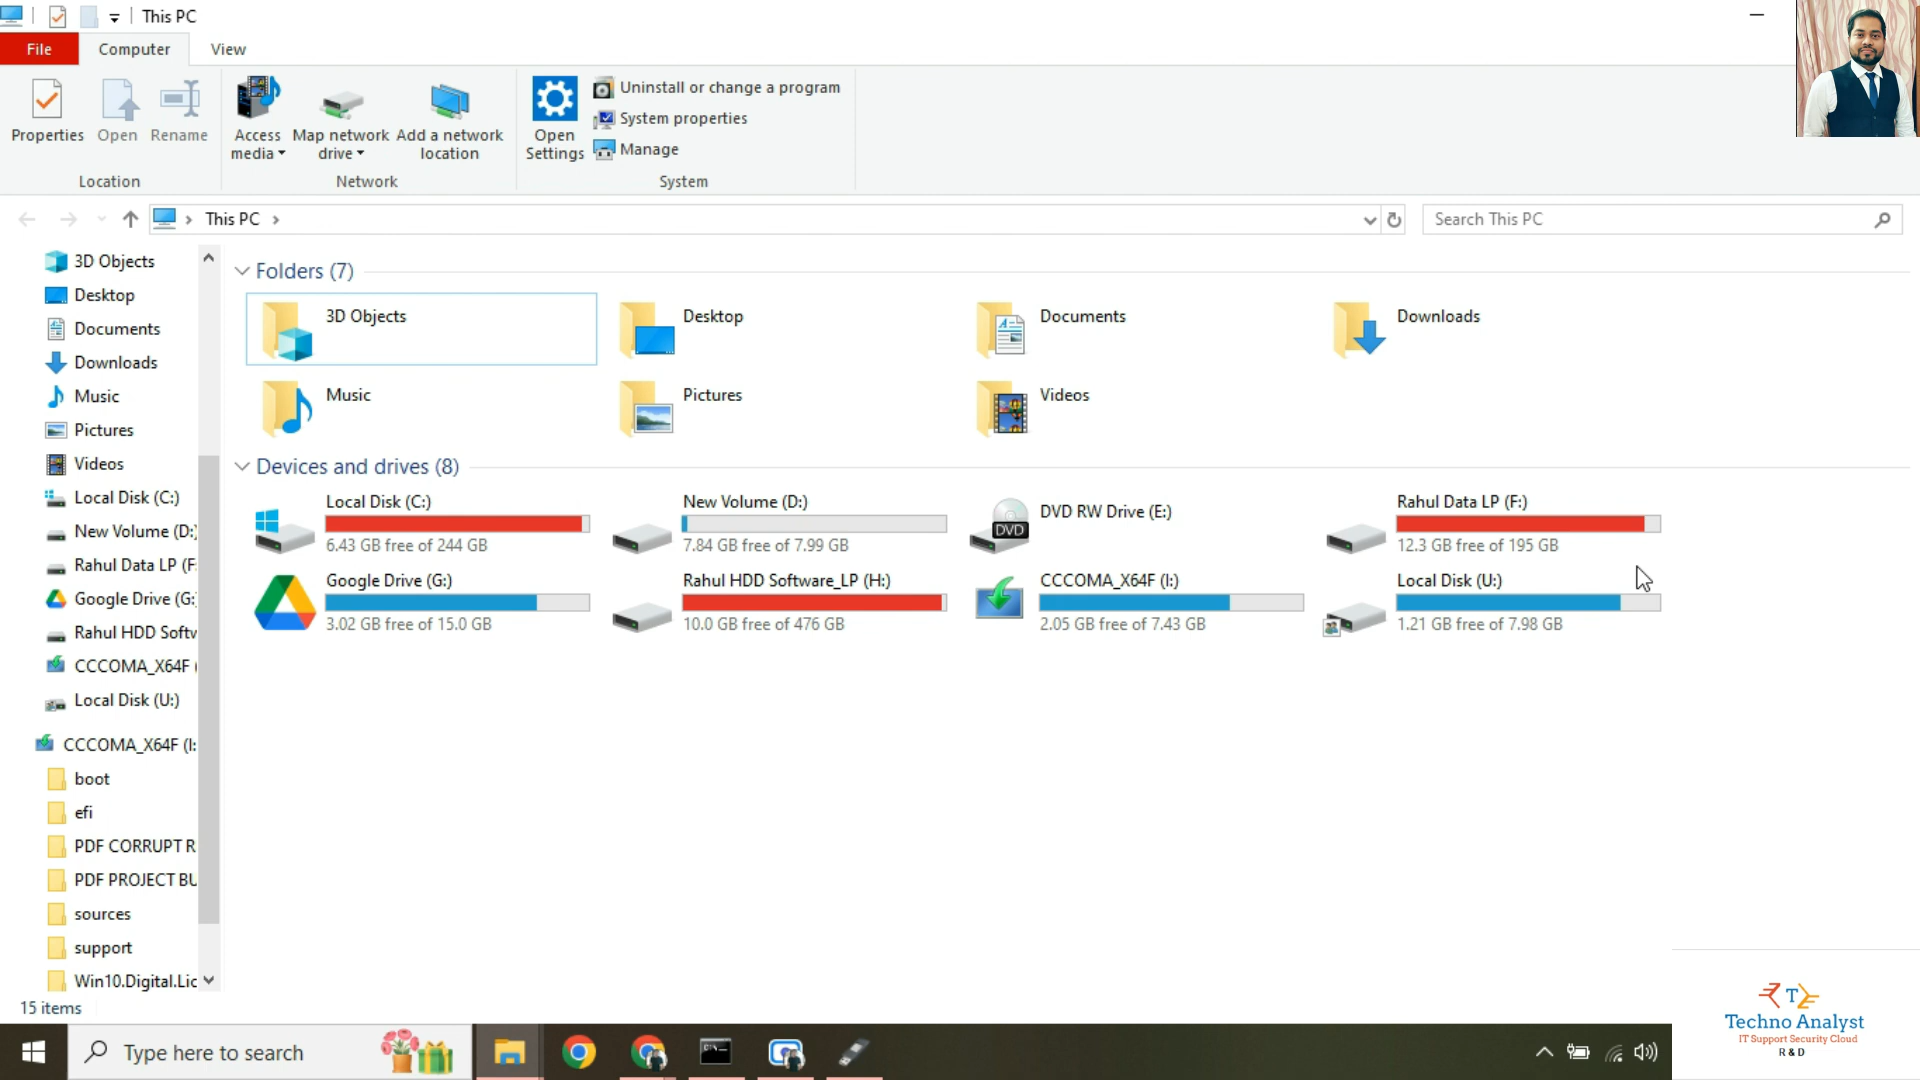 This PC
File
Computer
View
Properties
Open
Rename
Access
media
Map network
drive
Add a network
location
Open
Settings
Uninstall or change a program
System properties
Manage
Location
Network
System
This PC
Search This PC
3D Objects
Desktop
Documents
Downloads
Music
Pictures
Videos
Local Disk (C:)
New Volume (D:)
Rahul Data LP (F:
Google Drive (G:
Rahul HDD Softw
CCCOMA_X64F (
Local Disk (U:)
CCCOMA_X64F (I:
boot
efi
PDF CORRUPT R
PDF PROJECT BU
sources
support
Win10.Digital.Lic
Folders (7)
3D Objects
Desktop
Documents
Downloads
Music
Pictures
Videos
Devices and drives (8)
Local Disk (C:)
6.43 GB free of 244 GB
New Volume (D:)
7.84 GB free of 7.99 GB
DVD RW Drive (E:)
DVD
Rahul Data LP (F:)
12.3 GB free of 195 GB
Google Drive (G:)
3.02 GB free of 15.0 GB
Rahul HDD Software_LP (H:)
10.0 GB free of 476 GB
CCCOMA_X64F (I:)
2.05 GB free of 7.43 GB
Local Disk (U:)
1.21 GB free of 7.98 GB
15 items
Type here to search
Techno Analyst
IT Support Security Cloud
R & D